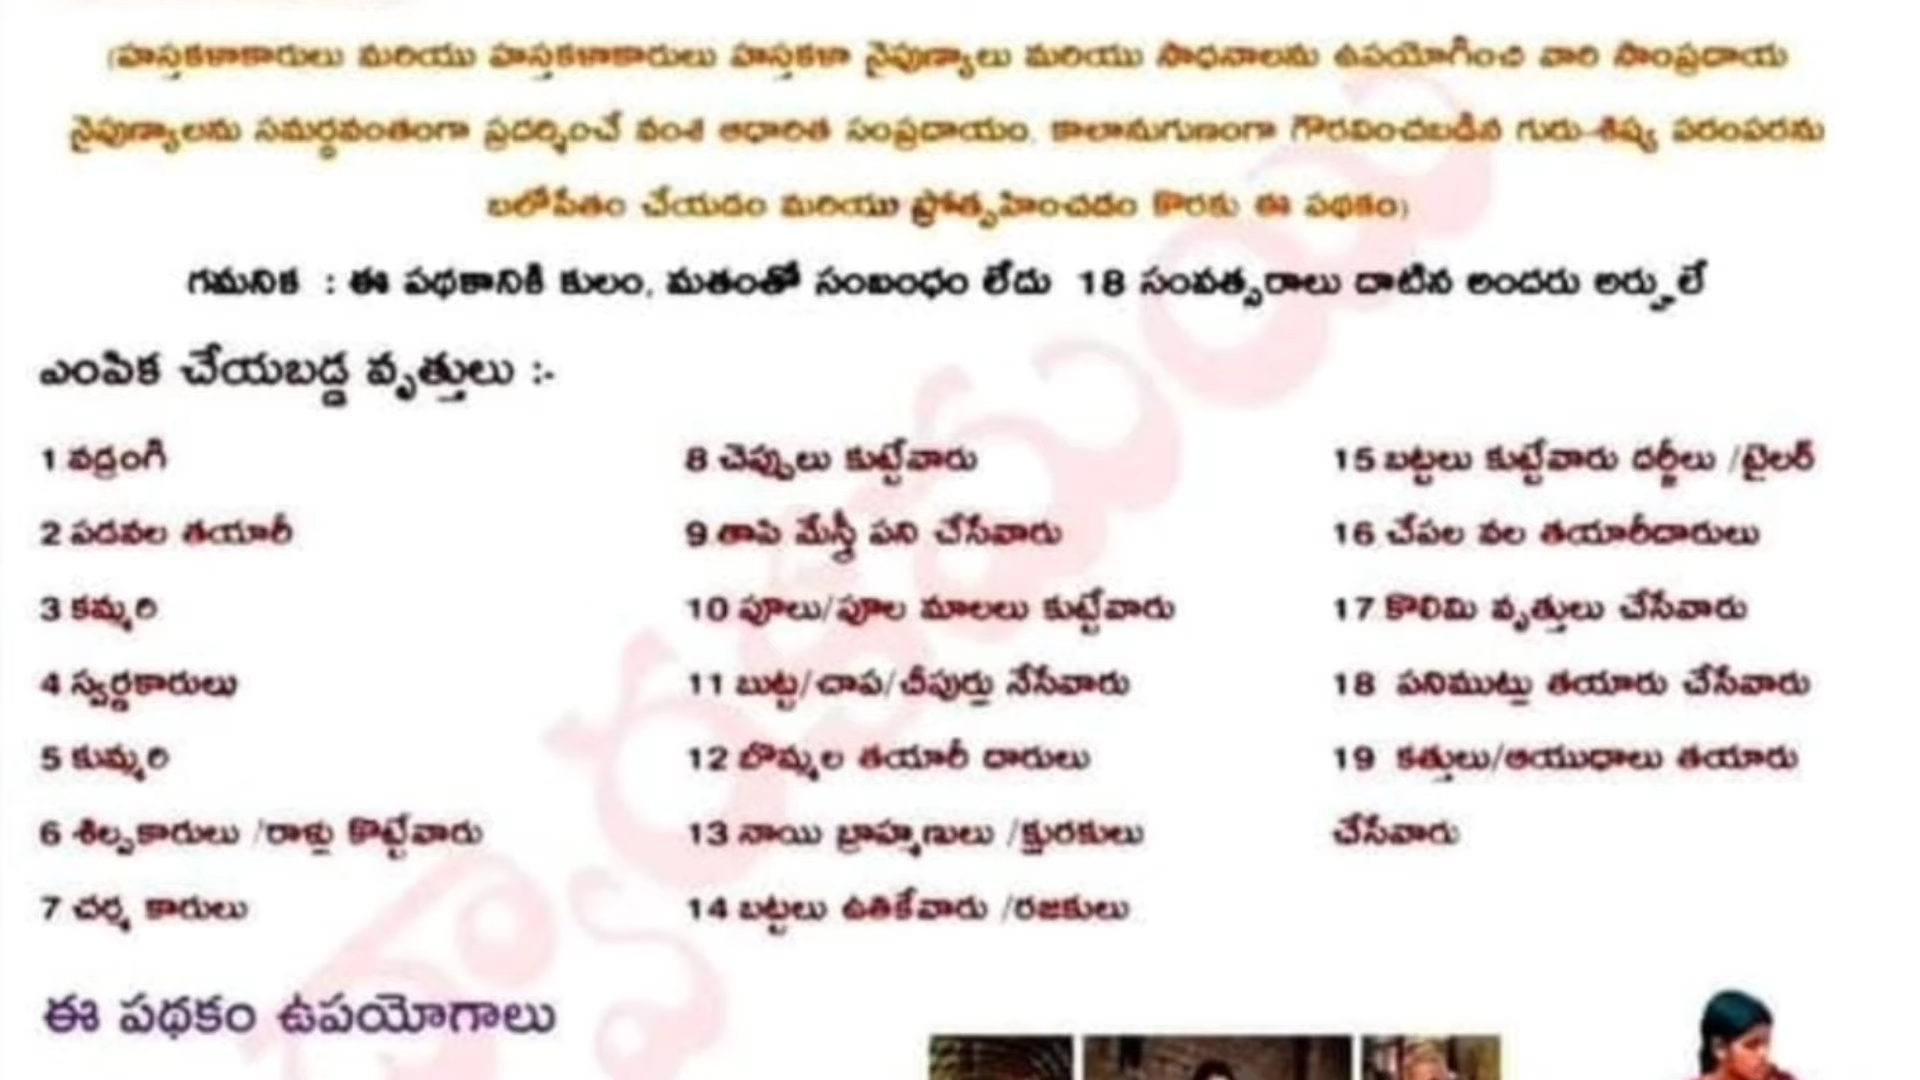 (హస్తకళాకారులు మరియు హస్తకళాకారులు హస్తకళా నైపుణ్యాలు మరియు సాధనాలను ఉపయోగించి వారి సాంప్రదాయ
నైపుణ్యాలను సమర్థవంతంగా ప్రదర్శించే వంశ ఆధారిత సంప్రదాయం, కాలానుగుణంగా గౌరవించబడిన గురు-శిష్య పరంపరను
బలోపేతం చేయడం మరియు ప్రోత్సహించడం కొరకు ఈ పథకం)
గమనిక : ఈ పథకానికి కులం, మతంతో సంబంధం లేదు 18 సంవత్సరాలు దాటిన అందరు అర్హులే
ఎంపిక చేయబడ్డ వృత్తులు :-
1 వడ్రంగి
2 పడవల తయారీ
3 కమ్మరి
4 స్వర్ణకారులు
5 కుమ్మరి
6 శిల్పకారులు /రాళ్లు కొట్టేవారు
7 చర్మ కారులు
8 చెప్పులు కుట్టేవారు
9 తాపి మేస్త్రీ పని చేసేవారు
10 పూలు/పూల మాలలు కుట్టేవారు
11 బుట్ట/చాప/చీపుర్లు నేసేవారు
12 బొమ్మల తయారీ దారులు
13 నాయి బ్రాహ్మణులు /క్షురకులు
14 బట్టలు ఉతికేవారు /రజకులు
15 బట్టలు కుట్టేవారు దర్జీలు /టైలర్
16 చేపల వల తయారీదారులు
17 కొలిమి వృత్తులు చేసేవారు
18 పనిముట్లు తయారు చేసేవారు
19 కత్తులు/ఆయుధాలు తయారు
చేసేవారు
ఈ పథకం ఉపయోగాలు